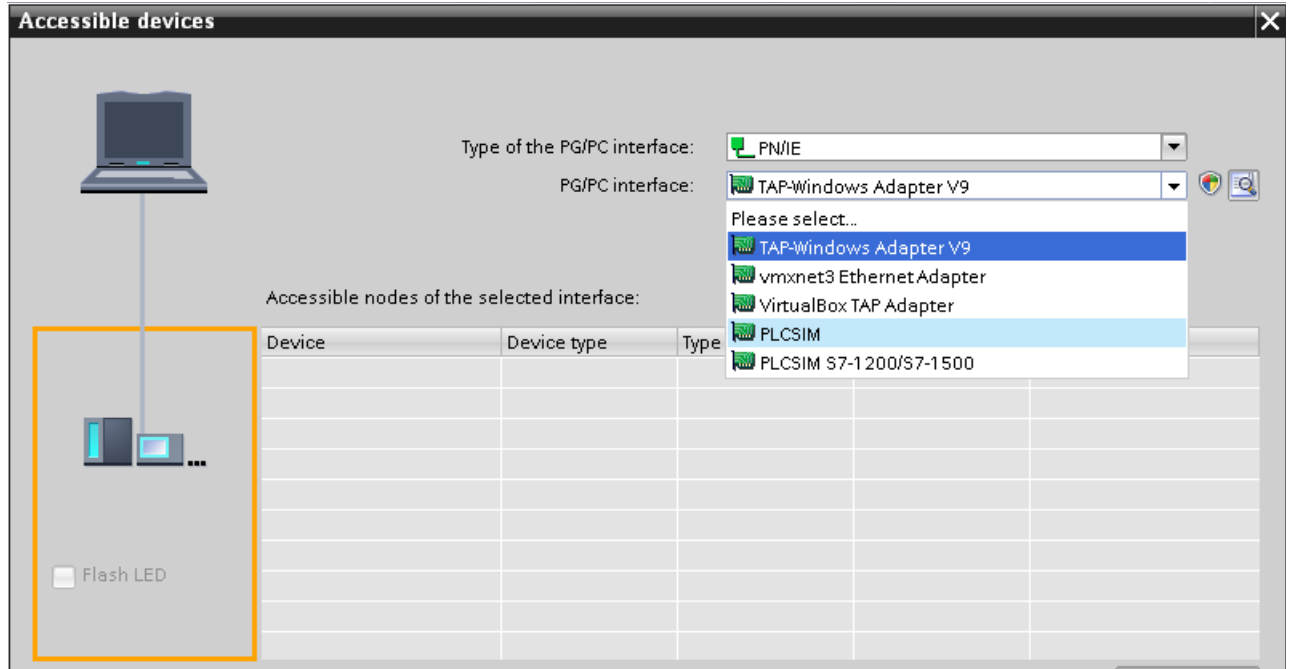 Accessible devices
Type of the PG/PC interface: PN/IE
PG/PC interface: TAP-Windows Adapter V9
Please select...
TAP-Windows Adapter V9
vmxnet3 Ethernet Adapter
VirtualBox TAP Adapter
PLCSIM
PLCSIM S7-1200/S7-1500
Accessible nodes of the selected interface:
Device Device type Type
...
Flash LED